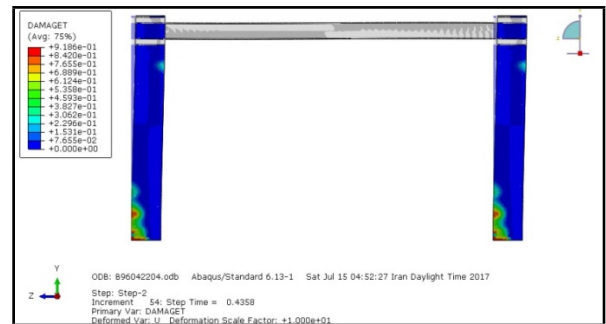 DAMAGET
(Avg: 75%)
+9.186e-01
+8.420e-01
+7.655e-01
+6.889e-01
+6.124e-01
+5.358e-01
+4.593e-01
+3.827e-01
+3.062e-01
+2.296e-01
+1.531e-01
+7.655e-02
+0.000e+00
Y
Z
ODB: B96042204.odb Abaqus/Standard 6.13-1 Sat Jul 15 04:52:27 Iran Daylight Time 2017
Step: Step-2
Increment 54: Step Time = 0.4358
Primary Var: DAMAGET
Deformed Var: U Deformation Scale Factor: +1.000e+01